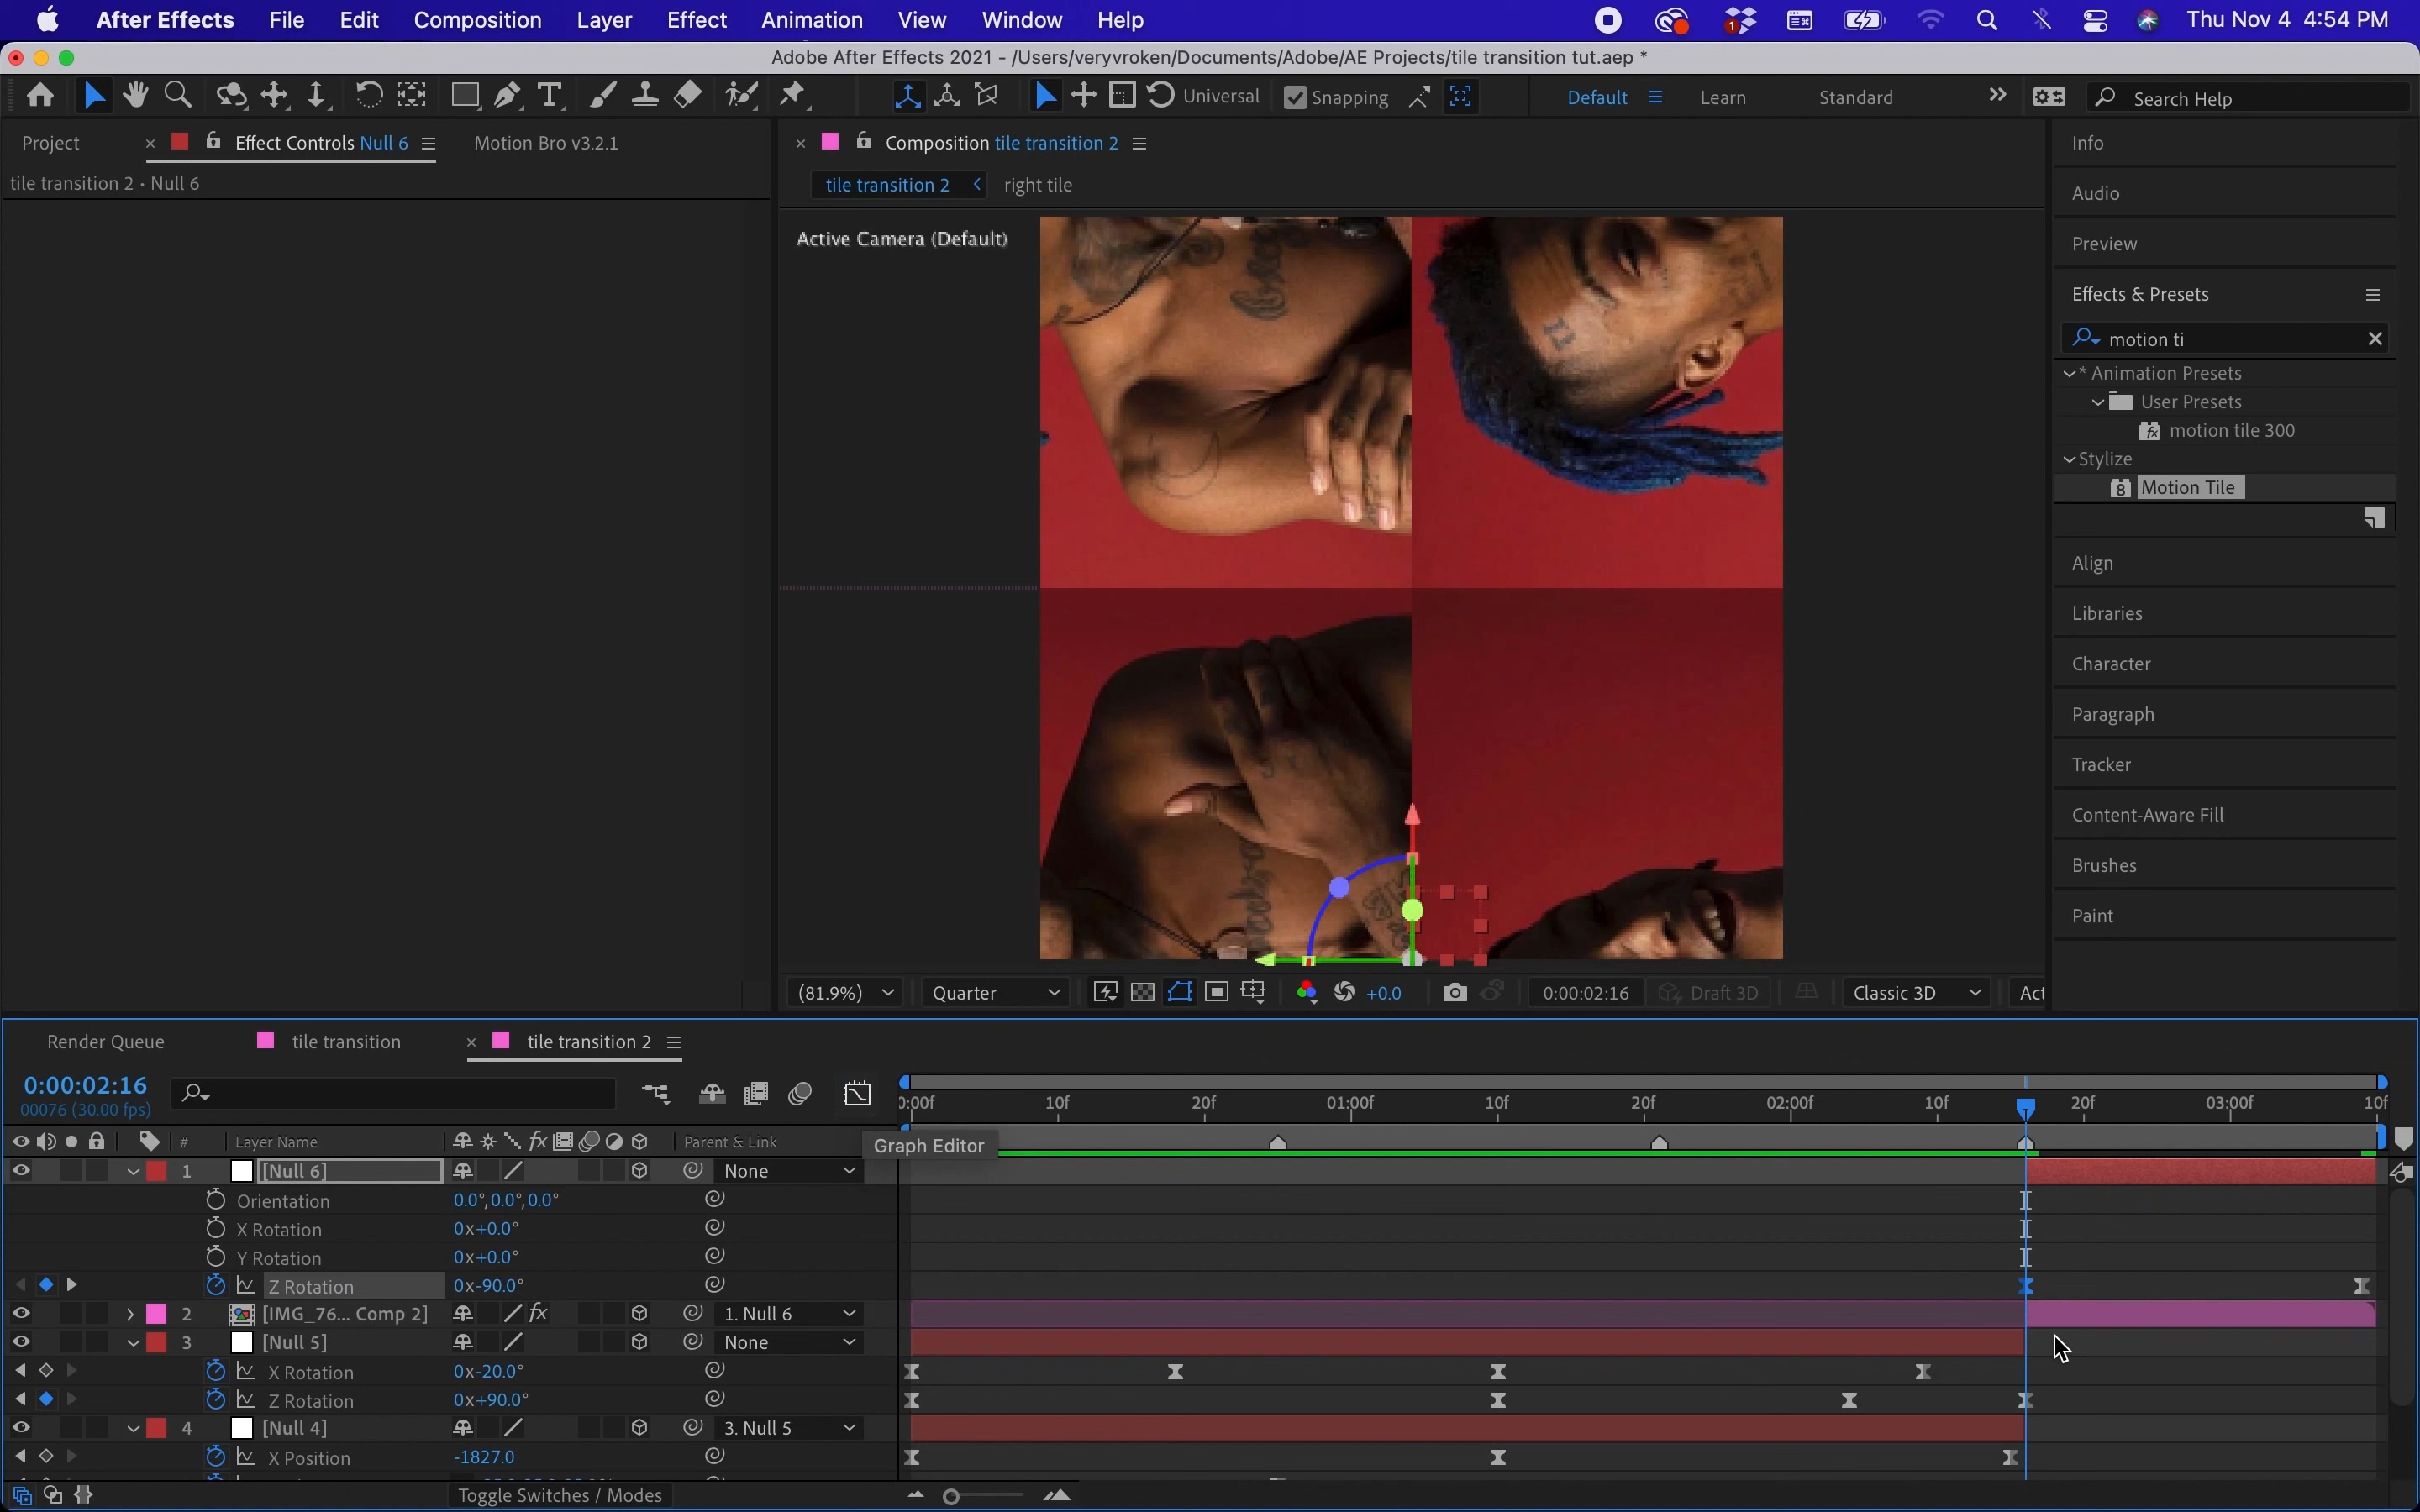 After Effects File Edit Composition Layer Effect Animation View Window Help 1 Thu Nov 4 4:54 PM
Adobe After Effects 2021 - /Users/veryvroken/Documents/Adobe/AE Projects/tile transition tut.aep *
Universal Snapping Default Learn Standard Search Help
Project Effect Controls Null 6 Motion Bro v3.2.1
tile transition 2 • Null 6
Composition tile transition 2
tile transition 2 right tile
Active Camera (Default)
Info
Audio
Preview
Effects & Presets
motion ti
* Animation Presets
User Presets
motion tile 300
Stylize
8 Motion Tile
Align
Libraries
Character
Paragraph
Tracker
Content-Aware Fill
Brushes
Paint
(81.9%) Quarter +0.0 0:00:02:16 Draft 3D Classic 3D Act
Render Queue tile transition tile transition 2
0:00:02:16
00076 (30.00 fps)
0:00f 10f 20f 01:00f 10f 20f 02:00f 10f 20f 03:00f 10f
# Layer Name fx Parent & Link
Graph Editor
1 [Null 6] None
Orientation 0.0°,0.0°,0.0°
X Rotation 0x+0.0°
Y Rotation 0x+0.0°
Z Rotation 0x-90.0°
2 [IMG_76... Comp 2] fx 1. Null 6
3 [Null 5] None
X Rotation 0x-20.0°
Z Rotation 0x+90.0°
4 [Null 4] 3. Null 5
X Position -1827.0
Toggle Switches / Modes